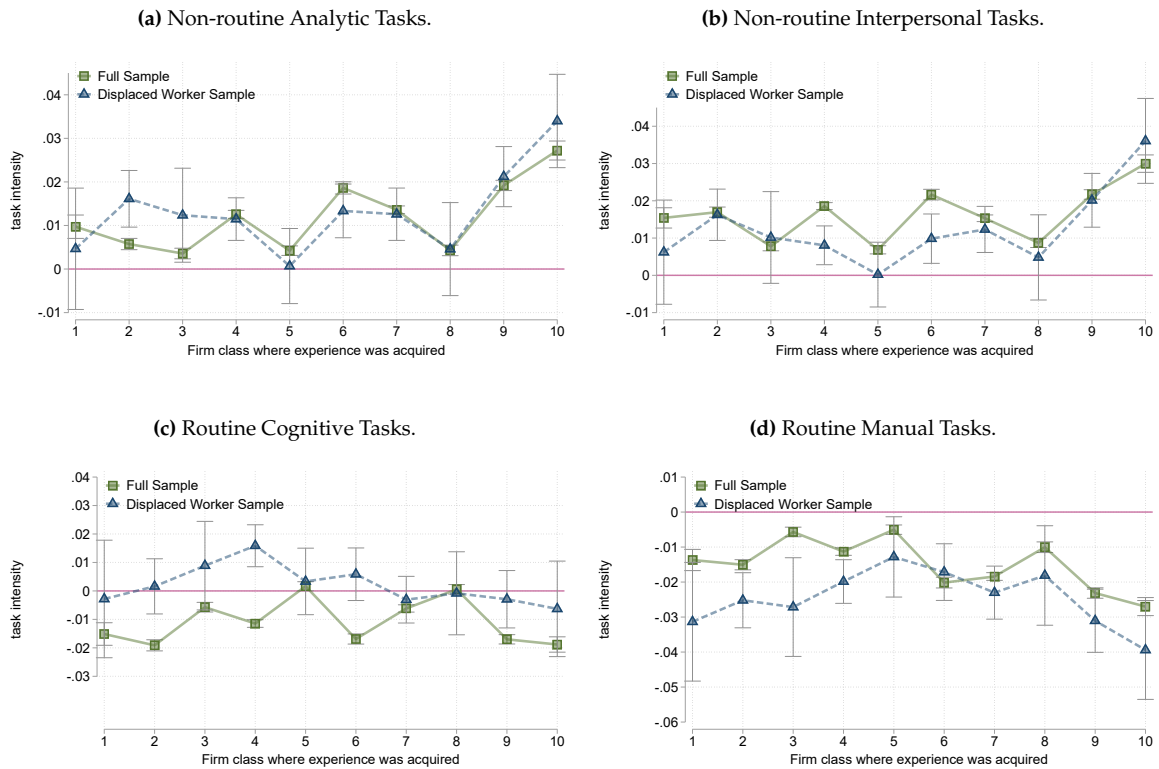 (a) Non-routine Analytic Tasks.
Full Sample
Displaced Worker Sample
.04
.03
.02
.01
0
-.01
task intensity
1 2 3 4 5 6 7 8 9 10
Firm class where experience was acquired
(b) Non-routine Interpersonal Tasks.
Full Sample
Displaced Worker Sample
.04
.03
.02
.01
0
-.01
task intensity
1 2 3 4 5 6 7 8 9 10
Firm class where experience was acquired
(c) Routine Cognitive Tasks.
.04
Full Sample
.03
Displaced Worker Sample
.02
.01
0
-.01
-.02
-.03
task intensity
1 2 3 4 5 6 7 8 9 10
Firm class where experience was acquired
(d) Routine Manual Tasks.
.01
Full Sample
Displaced Worker Sample
0
-.01
-.02
-.03
-.04
-.05
-.06
task intensity
1 2 3 4 5 6 7 8 9 10
Firm class where experience was acquired